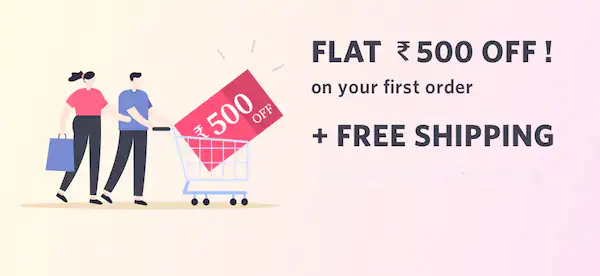 FLAT ₹500 OFF!
on your first order
+ FREE SHIPPING
₹500 OFF